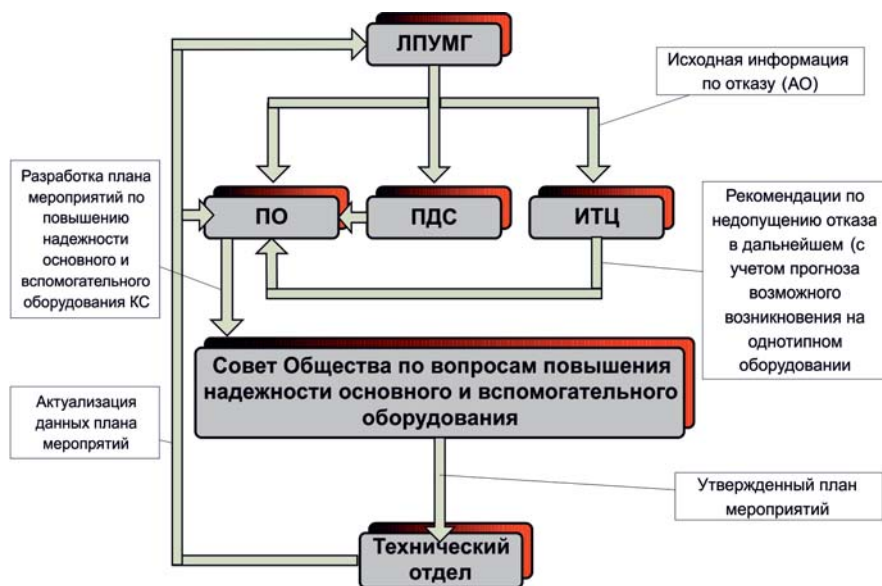 ЛПУМГ
Исходная информация
по отказу (АО)
Разработка плана
мероприятий по
повышению
надежности
основного и
вспомогательного
оборудования КС
ПО
ПДС
ИТЦ
Рекомендации по
недопущению отказа
в дальнейшем (с
учетом прогноза
возможного
возникновения на
однотипном
оборудовании
Совет Общества по вопросам повышения
надежности основного и вспомогательного
оборудования
Актуализация
данных плана
меропрятий
Утвержденный план
мероприятий
Технический
отдел